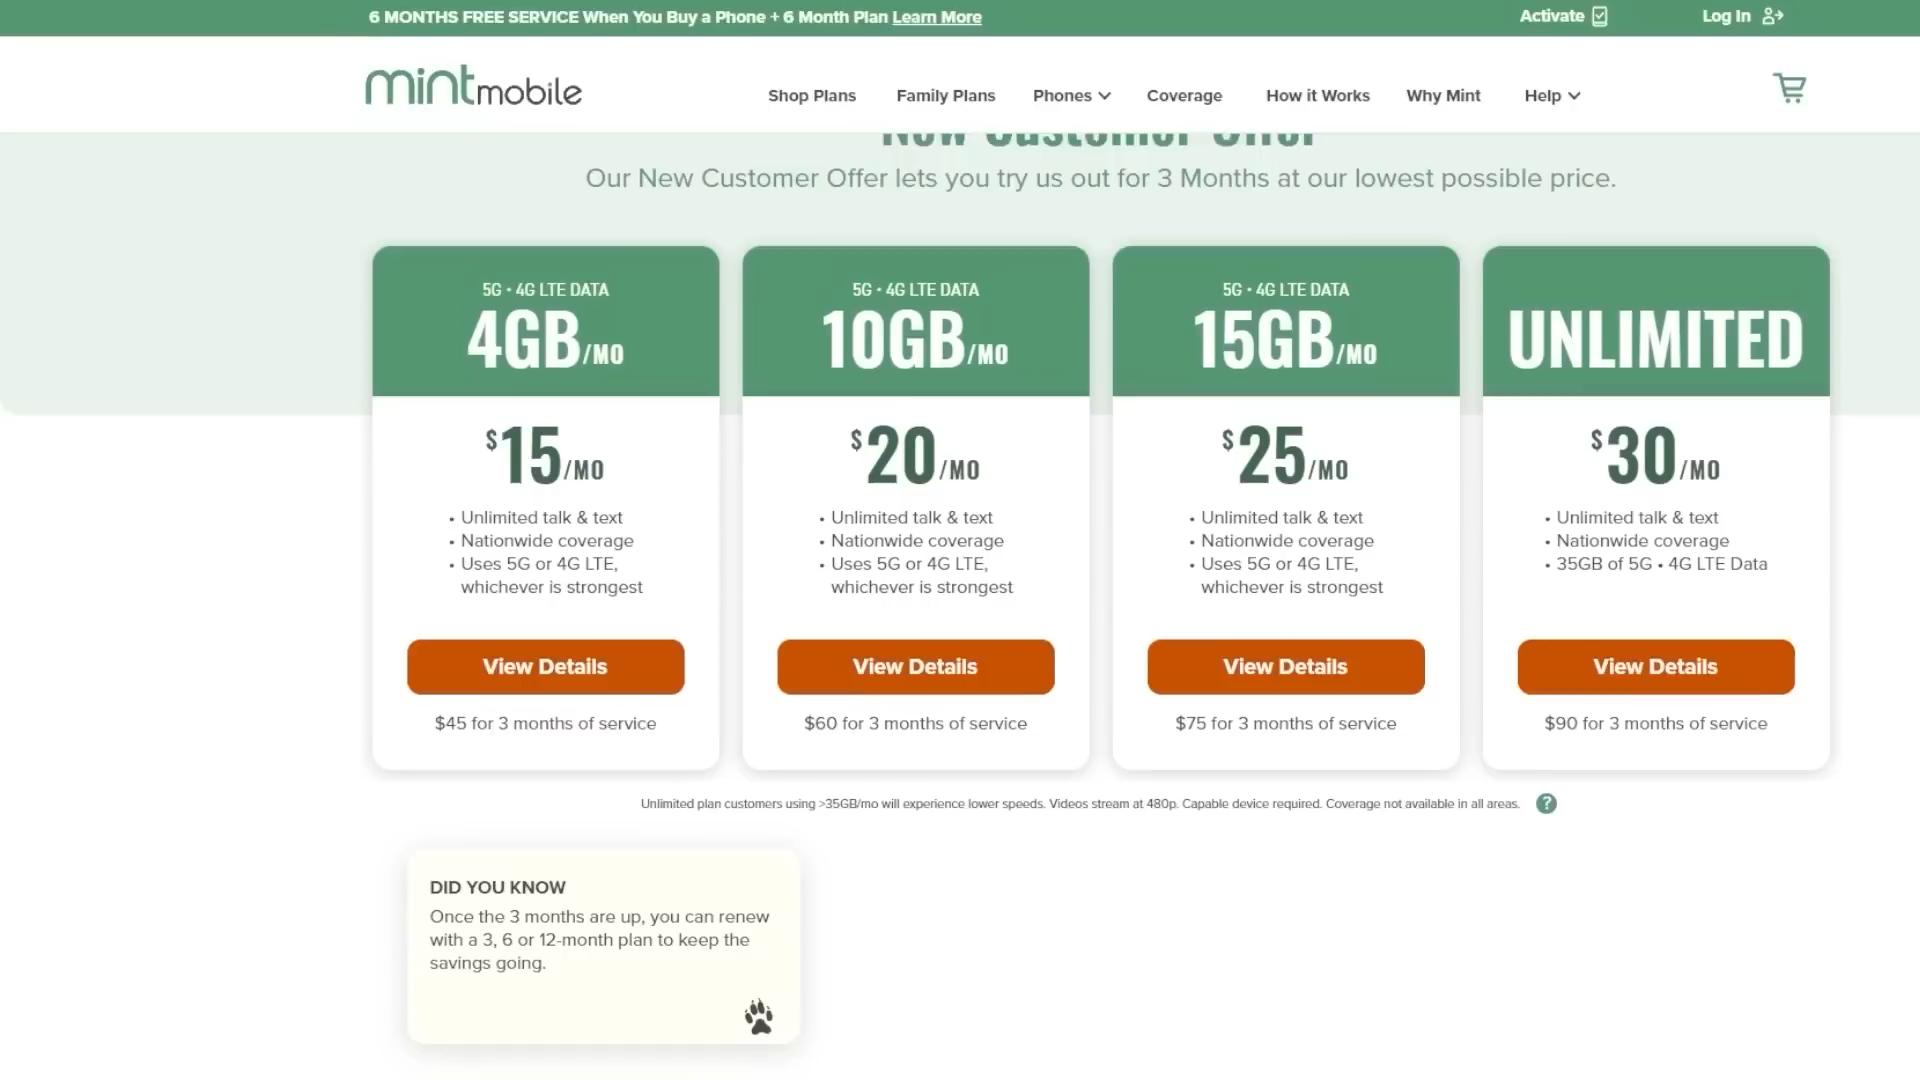 6 MONTHS FREE SERVICE When You Buy a Phone + 6 Month Plan Learn More
Activate
Log In
mintmobile
Shop Plans
Family Plans
Phones
Coverage
How it Works
Why Mint
Help
New Customer Offer
Our New Customer Offer lets you try us out for 3 Months at our lowest possible price.
5G • 4G LTE DATA
4GB/MO
$15/MO
• Unlimited talk & text
• Nationwide coverage
• Uses 5G or 4G LTE,
whichever is strongest
View Details
$45 for 3 months of service
5G • 4G LTE DATA
10GB/MO
$20/MO
• Unlimited talk & text
• Nationwide coverage
• Uses 5G or 4G LTE,
whichever is strongest
View Details
$60 for 3 months of service
5G • 4G LTE DATA
15GB/MO
$25/MO
• Unlimited talk & text
• Nationwide coverage
• Uses 5G or 4G LTE,
whichever is strongest
View Details
$75 for 3 months of service
UNLIMITED
$30/MO
• Unlimited talk & text
• Nationwide coverage
• 35GB of 5G • 4G LTE Data
View Details
$90 for 3 months of service
Unlimited plan customers using >35GB/mo will experience lower speeds. Videos stream at 480p. Capable device required. Coverage not available in all areas. ?
DID YOU KNOW
Once the 3 months are up, you can renew
with a 3, 6 or 12-month plan to keep the
savings going.